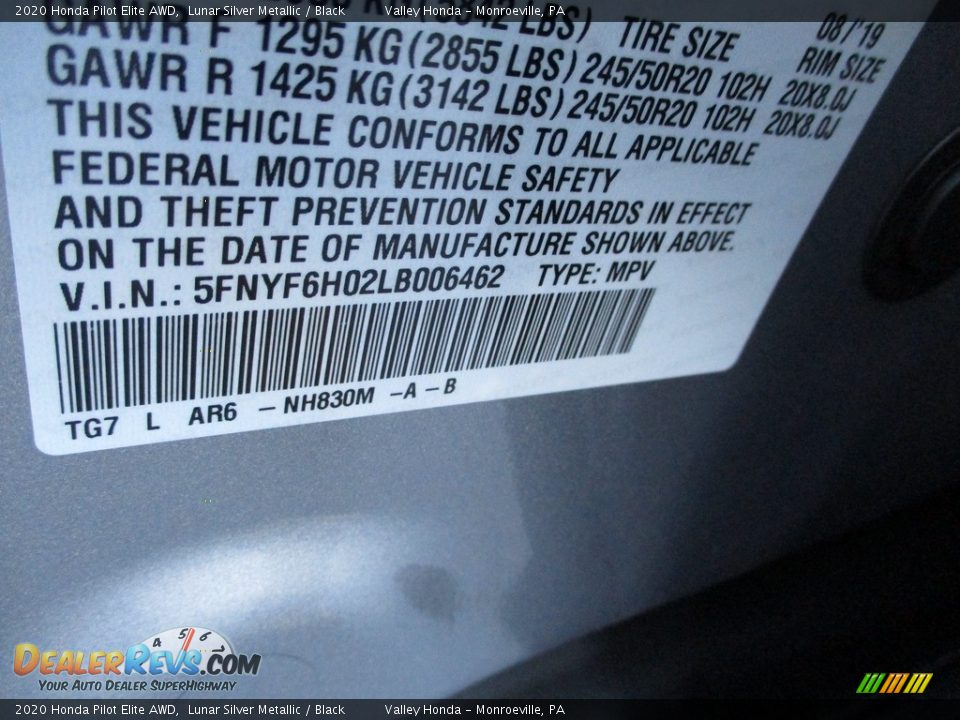 2020 Honda Pilot Elite AWD, Lunar Silver Metallic / Black Valley Honda - Monroeville, PA
08/'19
LBS) TIRE SIZE RIM SIZE
GAWR F 1295 KG (2855 LBS) 245/50R20 102H 20X8.0J
GAWR R 1425 KG (3142 LBS) 245/50R20 102H 20X8.0J
THIS VEHICLE CONFORMS TO ALL APPLICABLE
FEDERAL MOTOR VEHICLE SAFETY
AND THEFT PREVENTION STANDARDS IN EFFECT
ON THE DATE OF MANUFACTURE SHOWN ABOVE.
V.I.N.: 5FNYF6H02LB006462 TYPE: MPV
TG7 L AR6 - NH830M - A - B
4 5 6
DEALERREVS.COM
YOUR AUTO DEALER SUPERHIGHWAY
2020 Honda Pilot Elite AWD, Lunar Silver Metallic / Black Valley Honda - Monroeville, PA